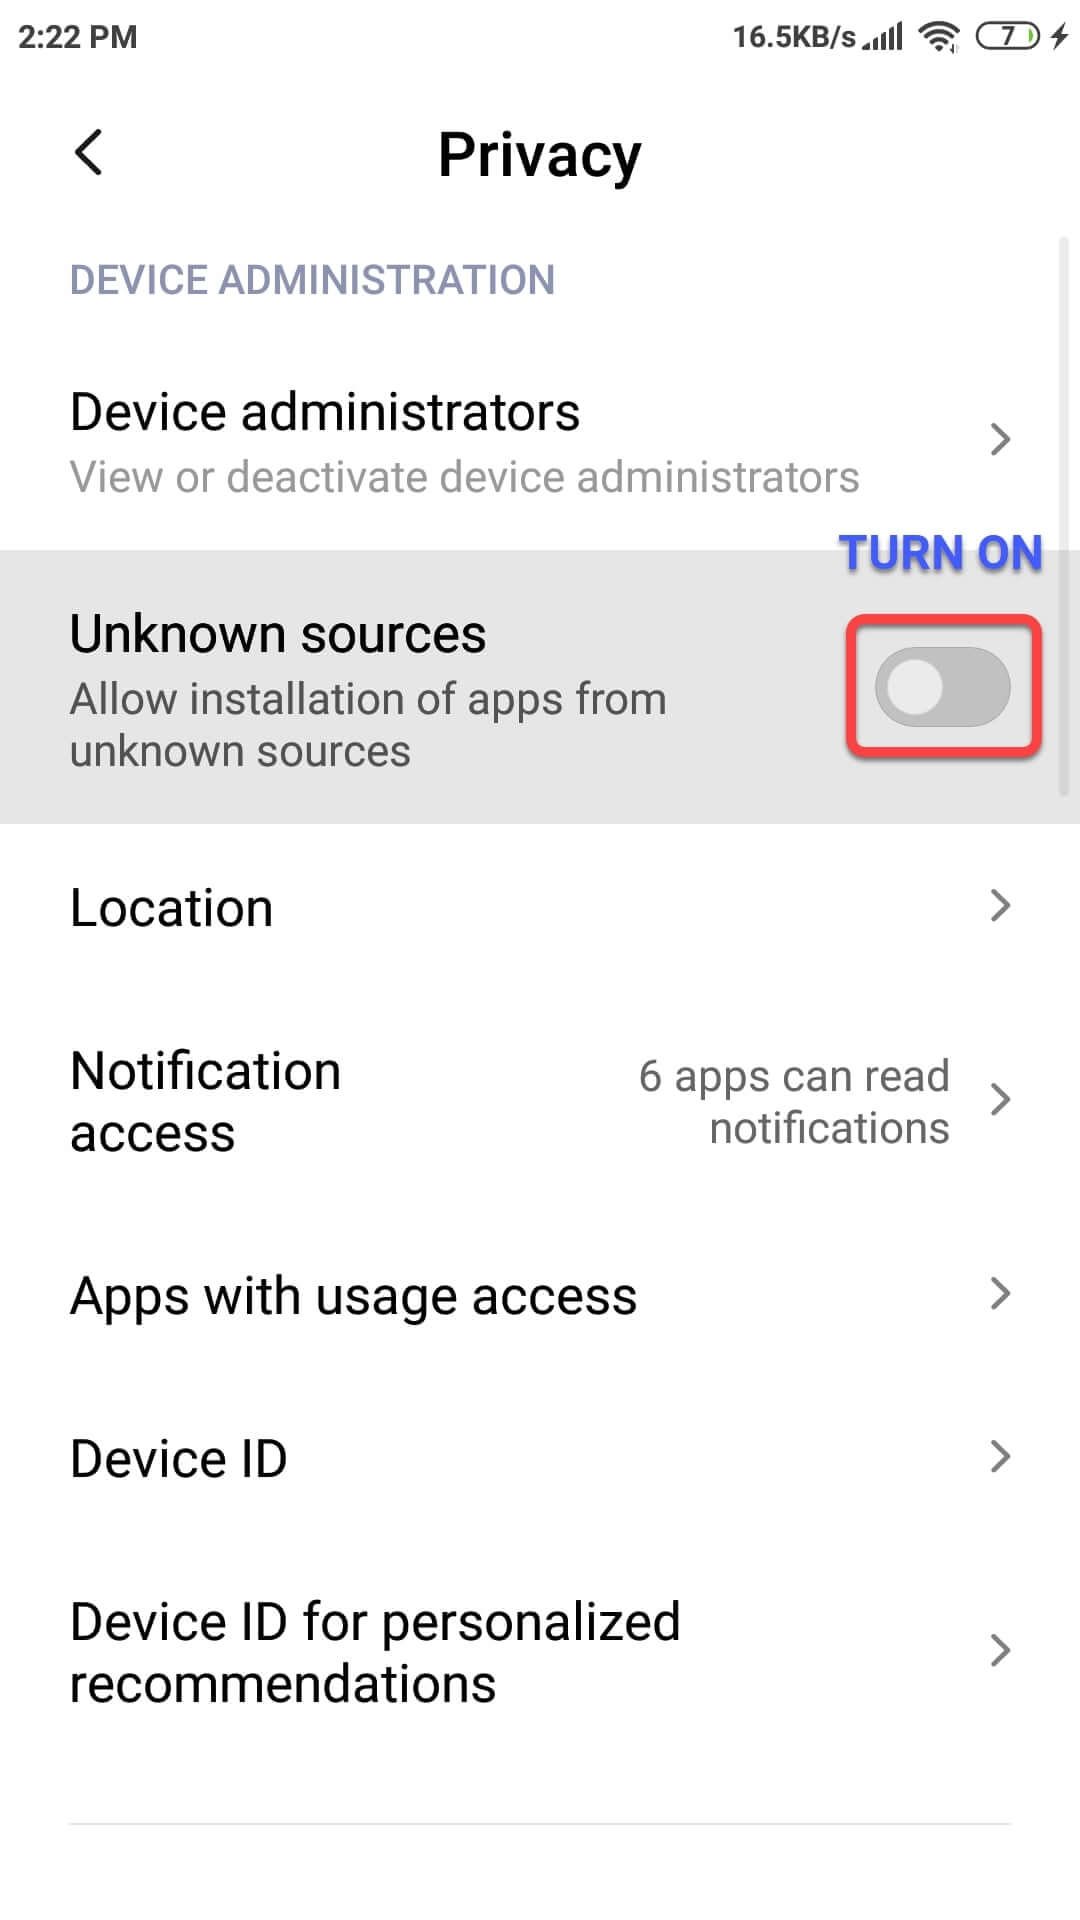 2:22 PM 16.5KB/s 7
Privacy
DEVICE ADMINISTRATION
Device administrators
View or deactivate device administrators
TURN ON
Unknown sources
Allow installation of apps from
unknown sources
Location
Notification
access
6 apps can read
notifications
Apps with usage access
Device ID
Device ID for personalized
recommendations